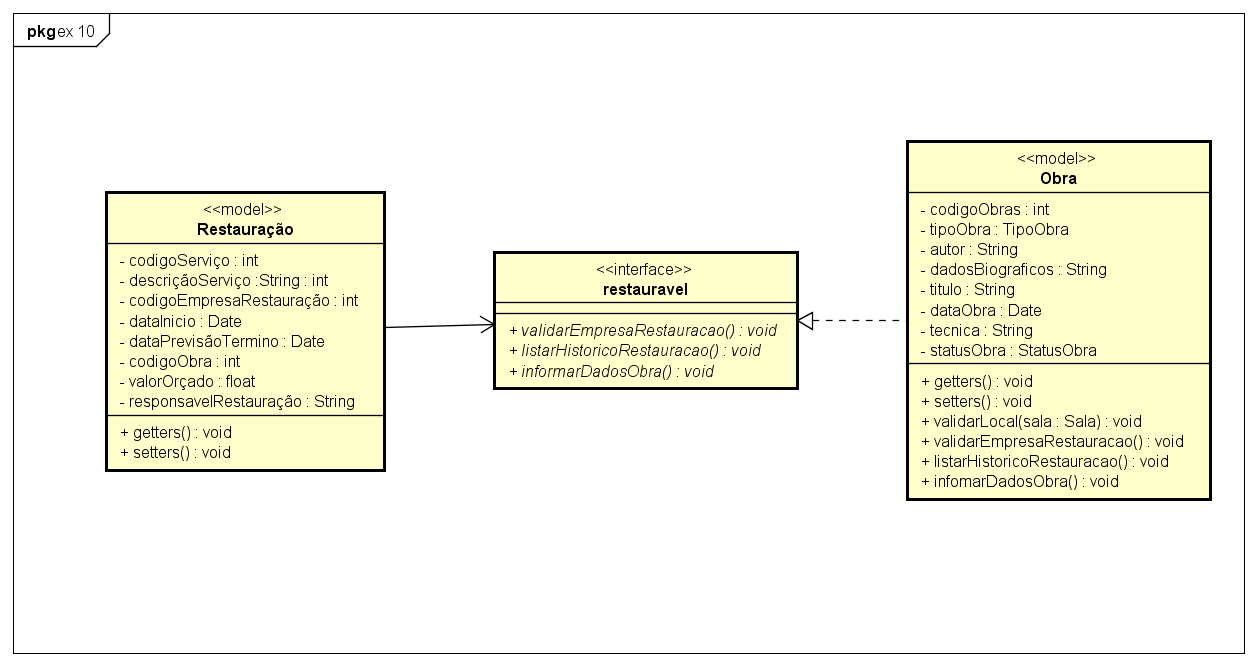 pkg ex 10
<<model>>
Restauração
- codigoServiço : int
- descriçãoServiço :String : int
- codigoEmpresaRestauração : int
- dataInicio : Date
- dataPrevisãoTermino : Date
- codigoObra : int
- valorOrçado : float
- responsavelRestauração : String
+ getters() : void
+ setters() : void
<<interface>>
restauravel
+ validarEmpresaRestauracao() : void
+ listarHistoricoRestauracao() : void
+ informarDadosObra() : void
<<model>>
Obra
- codigoObras : int
- tipoObra : TipoObra
- autor : String
- dadosBiograficos : String
- titulo : String
- dataObra : Date
- tecnica : String
- statusObra : StatusObra
+ getters() : void
+ setters() : void
+ validarLocal(sala : Sala) : void
+ validarEmpresaRestauracao() : void
+ listarHistoricoRestauracao() : void
+ infomarDadosObra() : void